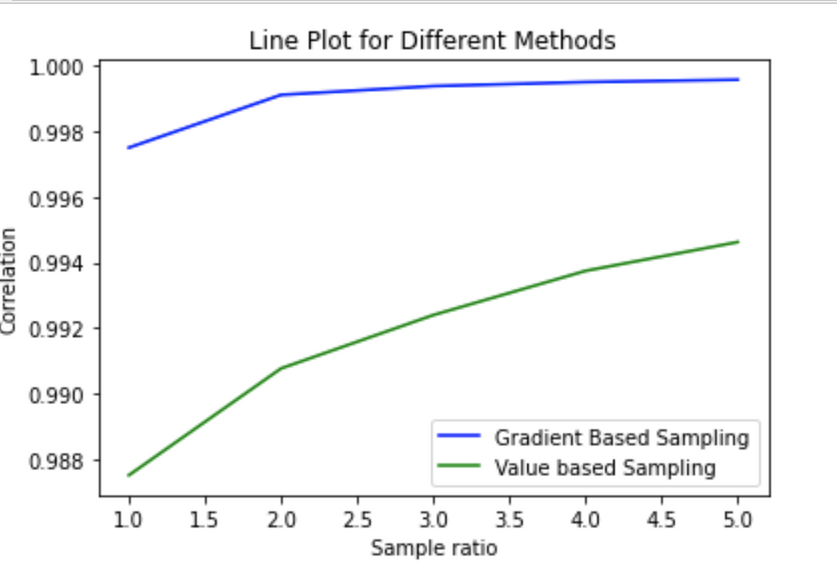 Line Plot for Different Methods
1.000
0.998
0.996
0.994
0.992
0.990
0.988
Correlation
Gradient Based Sampling
Value based Sampling
1.0 1.5 2.0 2.5 3.0 3.5 4.0 4.5 5.0
Sample ratio